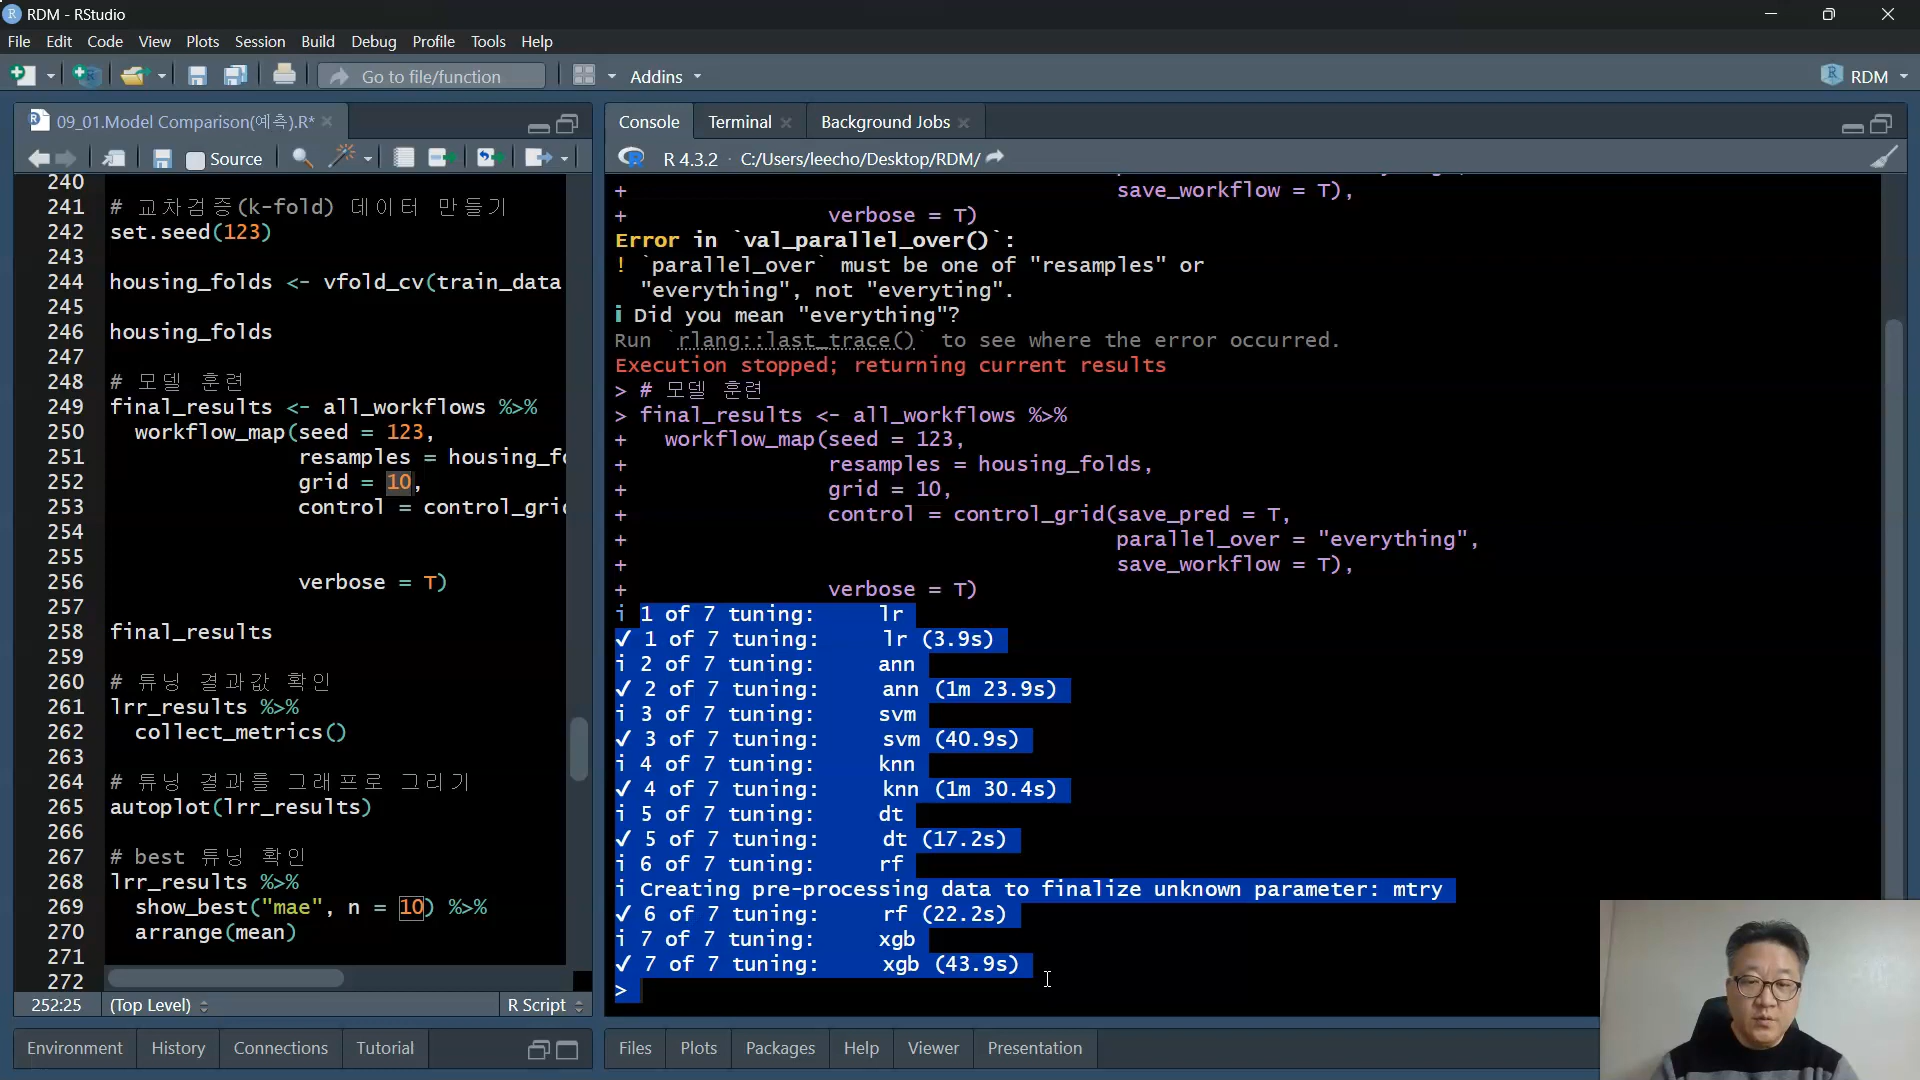 RDM - RStudio
File Edit Code View Plots Session Build Debug Profile Tools Help
Go to file/function
Addins
RDM
09_01.Model Comparison(예측).R*
Source
240
241 # 교차검증(k-fold) 데이터 만들기
242 set.seed(123)
243
244 housing_folds <- vfold_cv(train_data
245
246 housing_folds
247
248 # 모델 훈련
249 final_results <- all_workflows %>%
250 workflow_map(seed = 123,
251 resamples = housing_fo
252 grid = 10,
253 control = control_grid
254
255
256 verbose = T)
257
258 final_results
259
260 # 튜닝 결과값 확인
261 lrr_results %>%
262 collect_metrics()
263
264 # 튜닝 결과를 그래프로 그리기
265 autoplot(lrr_results)
266
267 # best 튜닝 확인
268 lrr_results %>%
269 show_best("mae", n = 10) %>%
270 arrange(mean)
271
272
252:25 (Top Level) R Script
Environment History Connections Tutorial
Console Terminal Background Jobs
R 4.3.2 · C:/Users/leecho/Desktop/RDM/
+ save_workflow = T),
+ verbose = T)
Error in `val_parallel_over()`:
! `parallel_over` must be one of "resamples" or
"everything", not "everyting".
i Did you mean "everything"?
Run `rlang::last_trace()` to see where the error occurred.
Execution stopped; returning current results
> # 모델 훈련
> final_results <- all_workflows %>%
+ workflow_map(seed = 123,
+ resamples = housing_folds,
+ grid = 10,
+ control = control_grid(save_pred = T,
+ parallel_over = "everything",
+ save_workflow = T),
+ verbose = T)
i 1 of 7 tuning: lr
✓ 1 of 7 tuning: lr (3.9s)
i 2 of 7 tuning: ann
✓ 2 of 7 tuning: ann (1m 23.9s)
i 3 of 7 tuning: svm
✓ 3 of 7 tuning: svm (40.9s)
i 4 of 7 tuning: knn
✓ 4 of 7 tuning: knn (1m 30.4s)
i 5 of 7 tuning: dt
✓ 5 of 7 tuning: dt (17.2s)
i 6 of 7 tuning: rf
i Creating pre-processing data to finalize unknown parameter: mtry
✓ 6 of 7 tuning: rf (22.2s)
i 7 of 7 tuning: xgb
✓ 7 of 7 tuning: xgb (43.9s)
>
Files Plots Packages Help Viewer Presentation